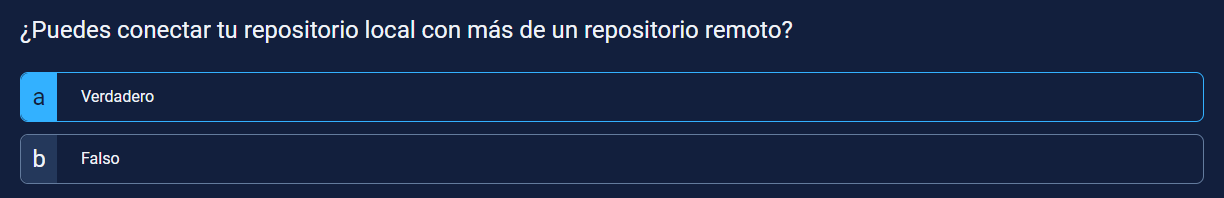 ¿Puedes conectar tu repositorio local con más de un repositorio remoto?
a Verdadero
b Falso